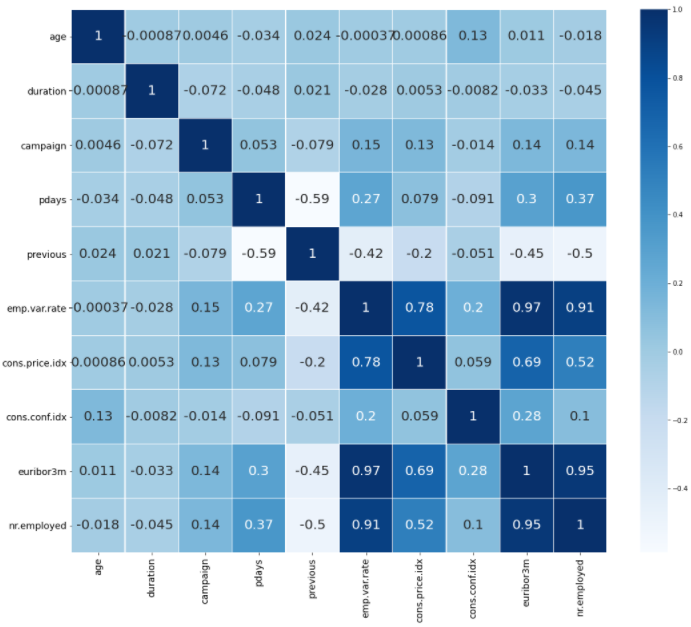 age 1 -0.00087 0.0046 -0.034 0.024 -0.00037 0.00086 0.13 0.011 -0.018
duration -0.00087 1 -0.072 -0.048 0.021 -0.028 0.0053 -0.0082 -0.033 -0.045
campaign 0.0046 -0.072 1 0.053 -0.079 0.15 0.13 -0.014 0.14 0.14
pdays -0.034 -0.048 0.053 1 -0.59 0.27 0.079 -0.091 0.3 0.37
previous 0.024 0.021 -0.079 -0.59 1 -0.42 -0.2 -0.051 -0.45 -0.5
emp.var.rate -0.00037 -0.028 0.15 0.27 -0.42 1 0.78 0.2 0.97 0.91
cons.price.idx 0.00086 0.0053 0.13 0.079 -0.2 0.78 1 0.059 0.69 0.52
cons.conf.idx 0.13 -0.0082 -0.014 -0.091 -0.051 0.2 0.059 1 0.28 0.1
euribor3m 0.011 -0.033 0.14 0.3 -0.45 0.97 0.69 0.28 1 0.95
nr.employed -0.018 -0.045 0.14 0.37 -0.5 0.91 0.52 0.1 0.95 1
age duration campaign pdays previous emp.var.rate cons.price.idx cons.conf.idx euribor3m nr.employed
1.0
0.8
0.6
0.4
0.2
0.0
-0.2
-0.4